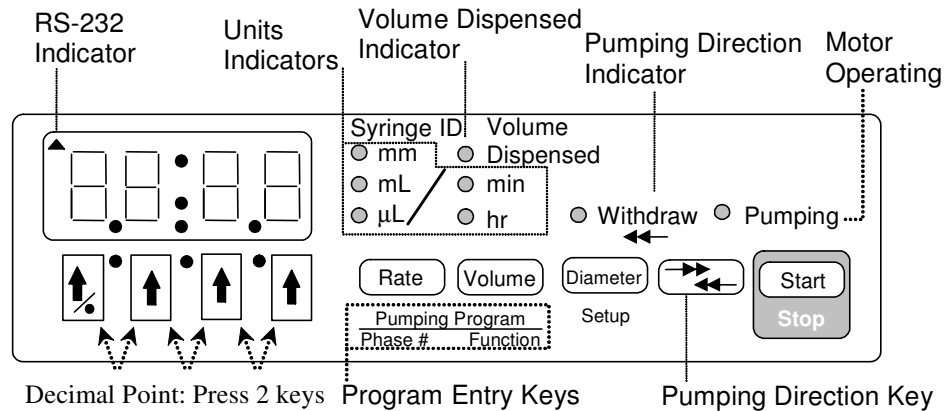 RS-232
Indicator
Units
Indicators
Volume Dispensed
Indicator
Pumping Direction
Indicator
Motor
Operating
Syringe ID
Volume
Dispensed
mm
mL
µL
min
hr
Withdraw
Pumping
Rate
Volume
Diameter
Start
Setup
Stop
Pumping Program
Phase # Function
Decimal Point: Press 2 keys
Program Entry Keys
Pumping Direction Key